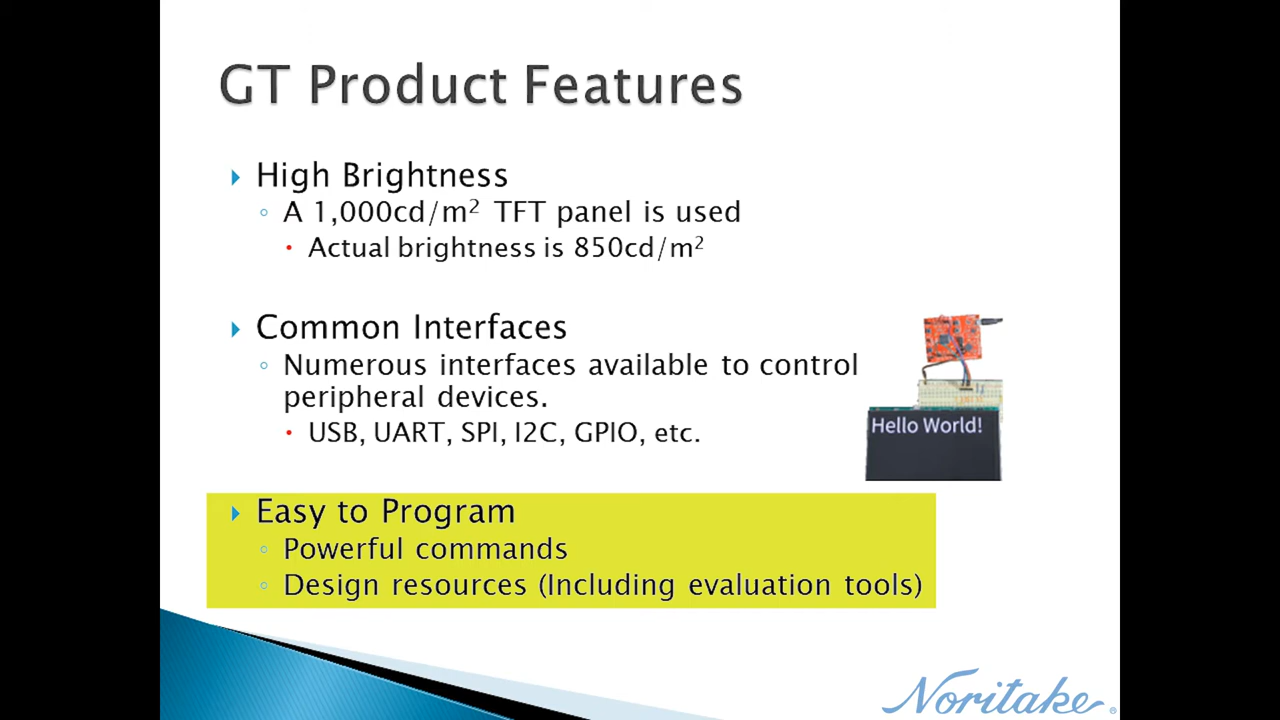 GT Product Features
High Brightness
A 1,000cd/m² TFT panel is used
Actual brightness is 850cd/m²
Common Interfaces
Numerous interfaces available to control
peripheral devices.
USB, UART, SPI, I2C, GPIO, etc.
Hello World!
Easy to Program
Powerful commands
Design resources (Including evaluation tools)
Noritake®